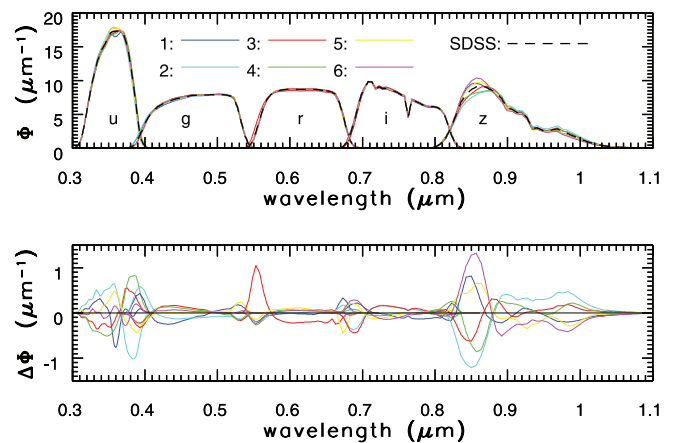 20
15
10
5
0
Φ (μm⁻¹)
1: 3: 5: SDSS:
2: 4: 6:
u g r i z
0.3 0.4 0.5 0.6 0.7 0.8 0.9 1 1.1
wavelength (μm)
1
0
-1
ΔΦ (μm⁻¹)
0.3 0.4 0.5 0.6 0.7 0.8 0.9 1 1.1
wavelength (μm)